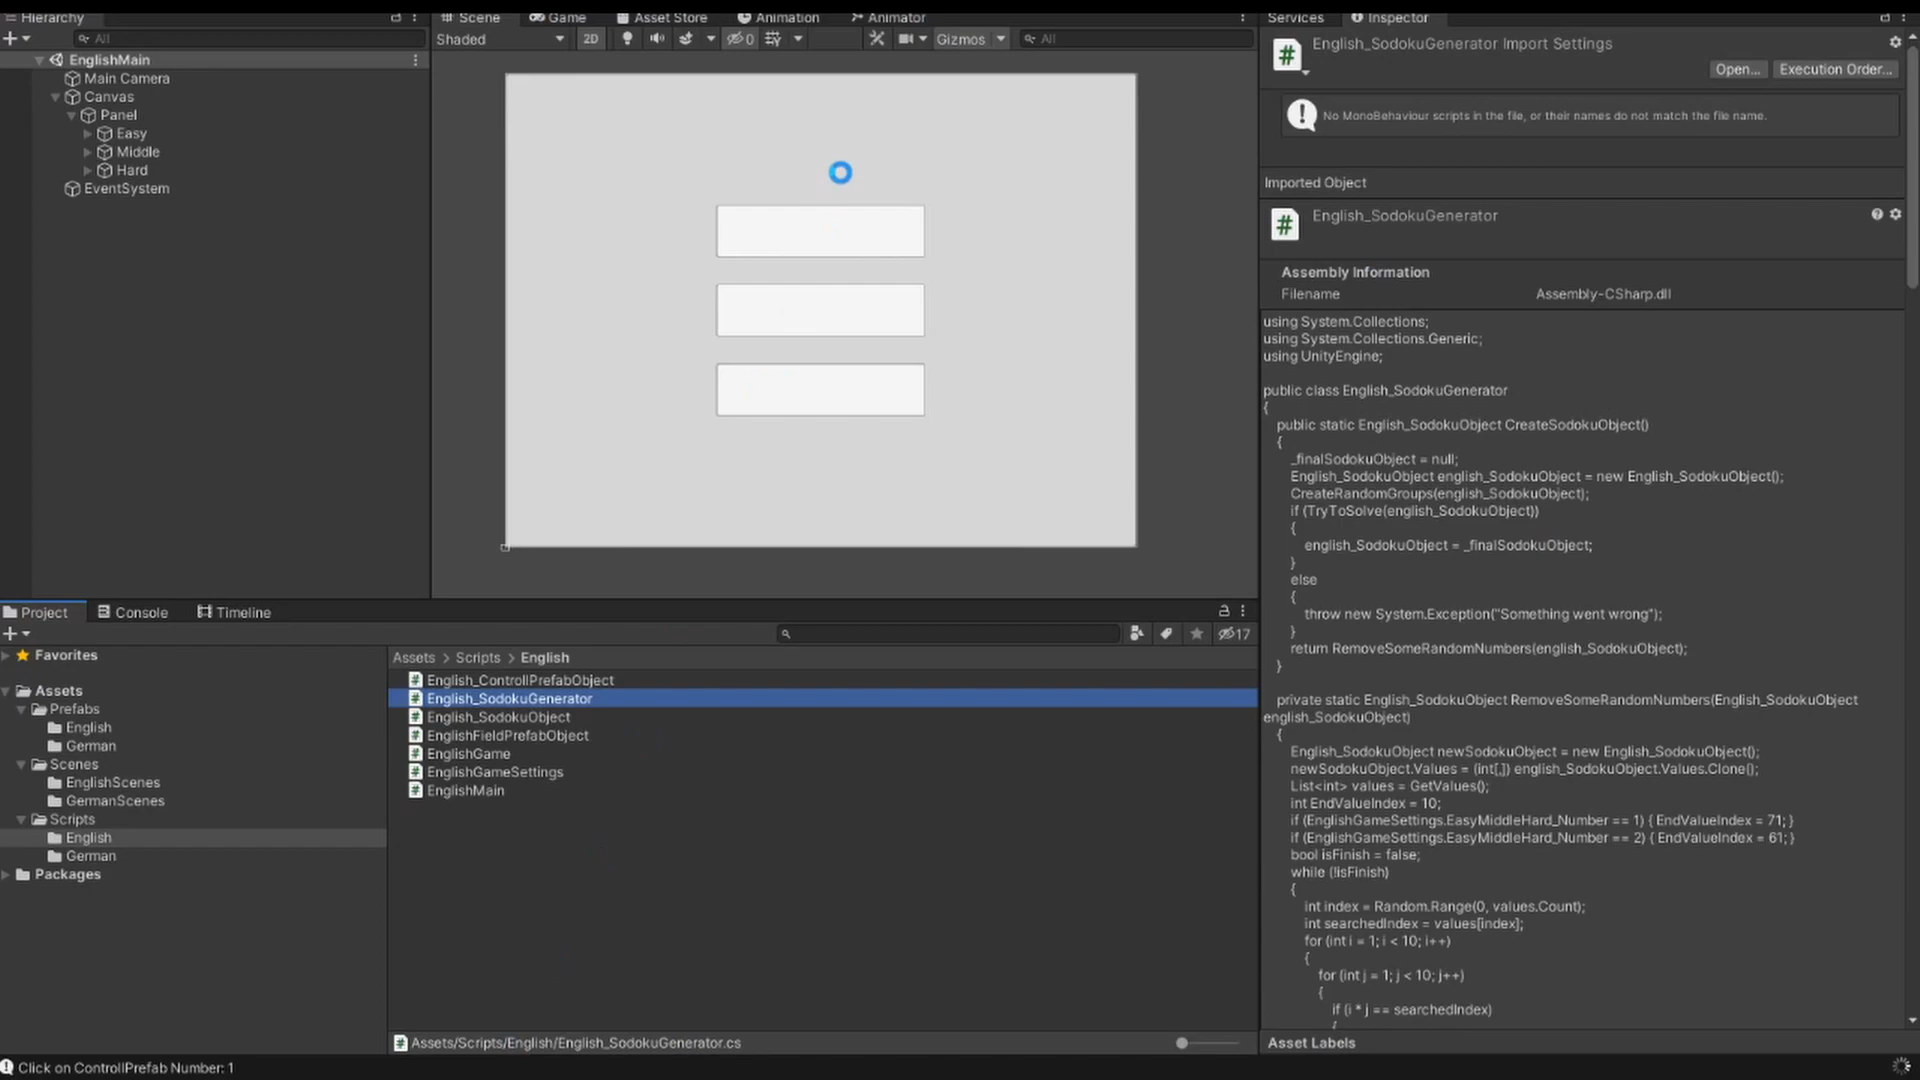 Hierarchy
Scene
Game
Asset Store
Animation
Animator
Services
Inspector
All
Shaded
2D
0
Gizmos
All
English_SodokuGenerator Import Settings
Open...
Execution Order...
EnglishMain
Main Camera
Canvas
Panel
Easy
Middle
Hard
EventSystem
No MonoBehaviour scripts in the file, or their names do not match the file name.
Imported Object
English_SodokuGenerator
Assembly Information
Filename
Assembly-CSharp.dll
using System.Collections;
using System.Collections.Generic;
using UnityEngine;
public class English_SodokuGenerator
{
public static English_SodokuObject CreateSodokuObject()
{
_finalSodokuObject = null;
English_SodokuObject english_SodokuObject = new English_SodokuObject();
CreateRandomGroups(english_SodokuObject);
if (TryToSolve(english_SodokuObject))
{
english_SodokuObject = _finalSodokuObject;
}
else
{
throw new System.Exception("Something went wrong");
}
return RemoveSomeRandomNumbers(english_SodokuObject);
}
private static English_SodokuObject RemoveSomeRandomNumbers(English_SodokuObject
english_SodokuObject)
{
English_SodokuObject newSodokuObject = new English_SodokuObject();
newSodokuObject.Values = (int[,]) english_SodokuObject.Values.Clone();
List<int> values = GetValues();
int EndValueIndex = 10;
if (EnglishGameSettings.EasyMiddleHard_Number == 1) { EndValueIndex = 71; }
if (EnglishGameSettings.EasyMiddleHard_Number == 2) { EndValueIndex = 61; }
bool isFinish = false;
while (!isFinish)
{
int index = Random.Range(0, values.Count);
int searchedIndex = values[index];
for (int i = 1; i < 10; i++)
{
for (int j = 1; j < 10; j++)
{
if (i * j == searchedIndex)
{
Asset Labels
Project
Console
Timeline
17
Favorites
Assets
Prefabs
English
German
Scenes
EnglishScenes
GermanScenes
Scripts
English
German
Packages
Assets > Scripts > English
English_ControllPrefabObject
English_SodokuGenerator
English_SodokuObject
EnglishFieldPrefabObject
EnglishGame
EnglishGameSettings
EnglishMain
Assets/Scripts/English/English_SodokuGenerator.cs
Click on ControllPrefab Number: 1